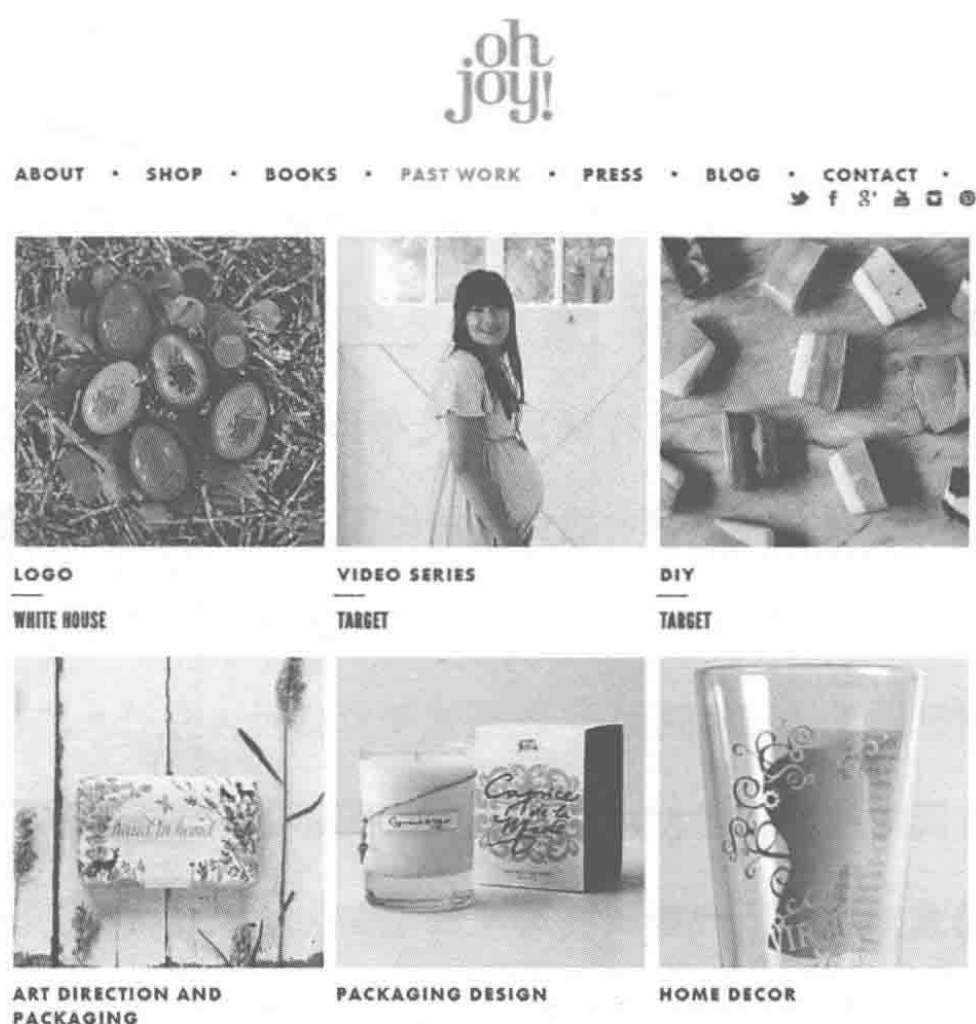 oh
joy!
ABOUT • SHOP • BOOKS • PAST WORK • PRESS • BLOG • CONTACT •
f g+
LOGO
WHITE HOUSE
VIDEO SERIES
TARGET
DIY
TARGET
hand in hand
Caprice
ART DIRECTION AND
PACKAGING
PACKAGING DESIGN
HOME DECOR